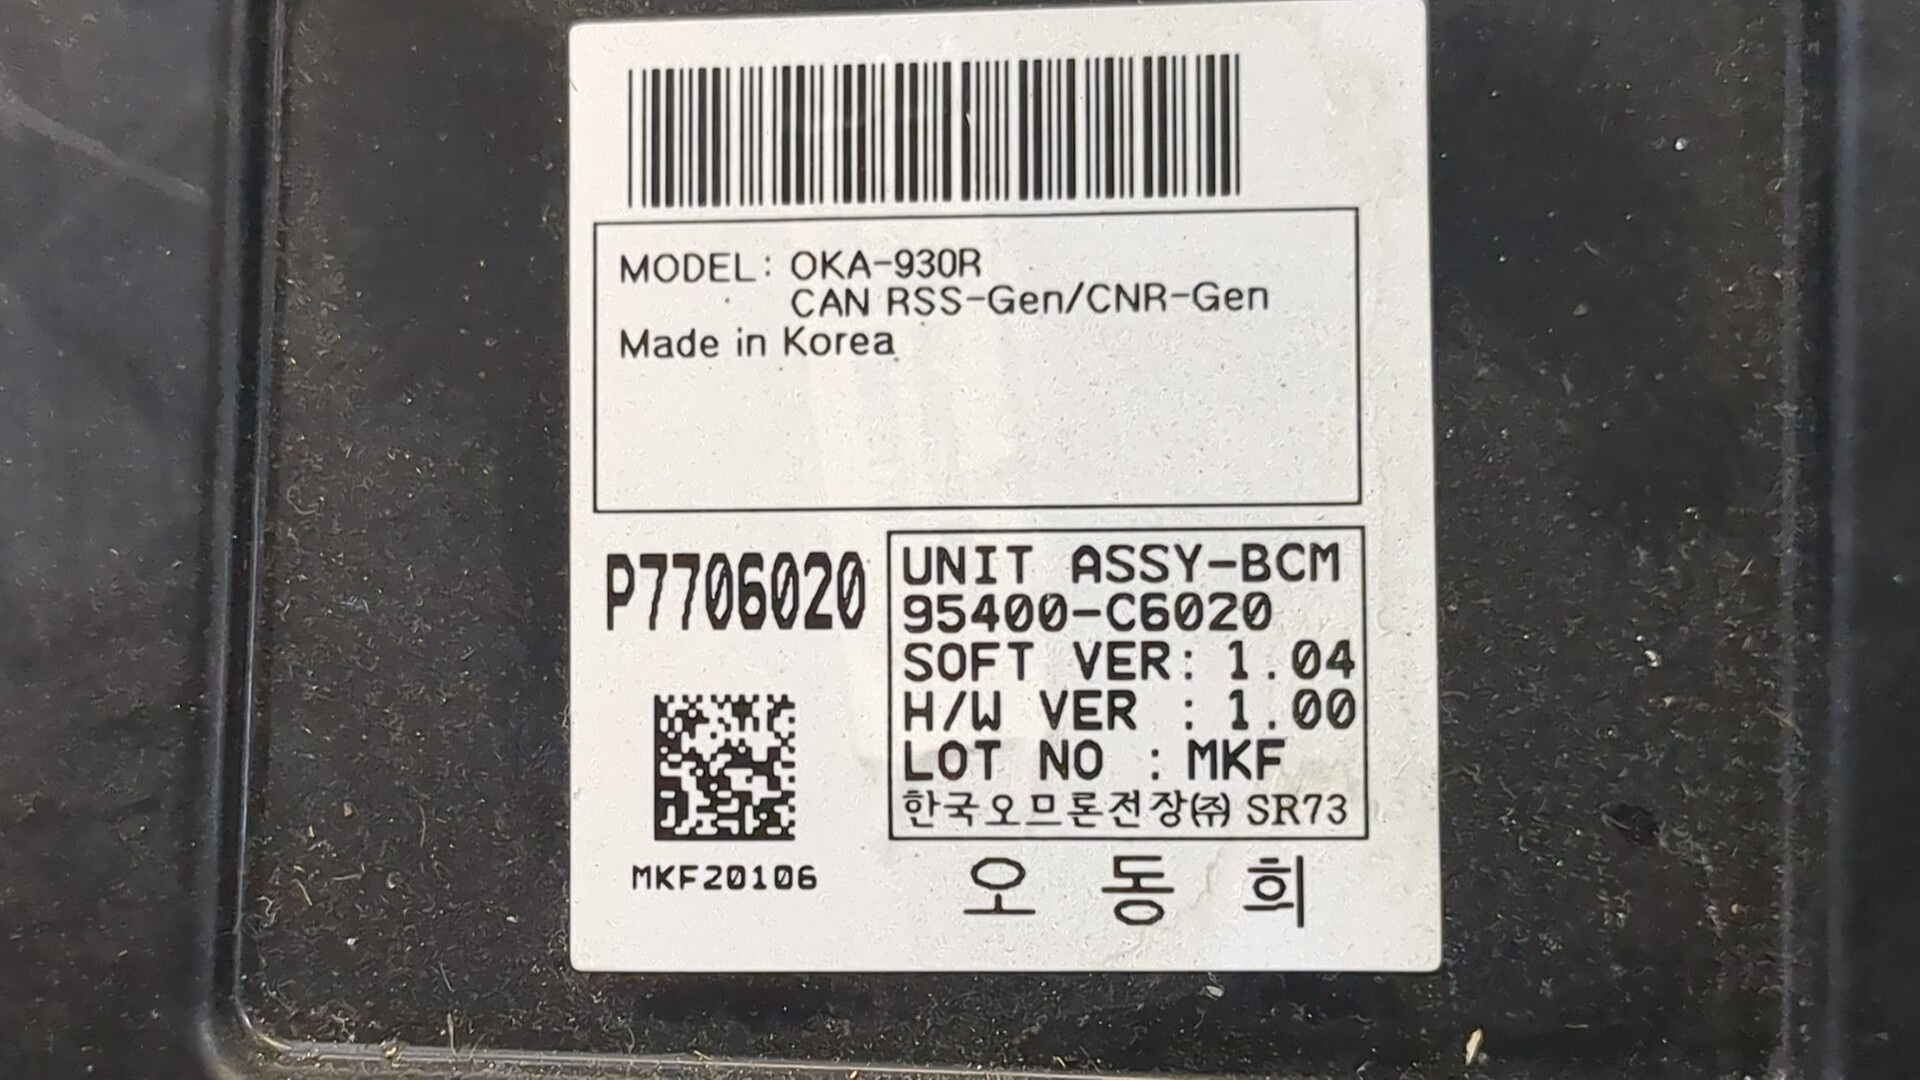 MODEL: OKA-930R
CAN RSS-Gen/CNR-Gen
Made in Korea
P7706020
UNIT ASSY-BCM
95400-C6020
SOFT VER: 1.04
H/W VER : 1.00
LOT NO : MKF
한국오므론전장㈜ SR73
MKF20106
오 동 희